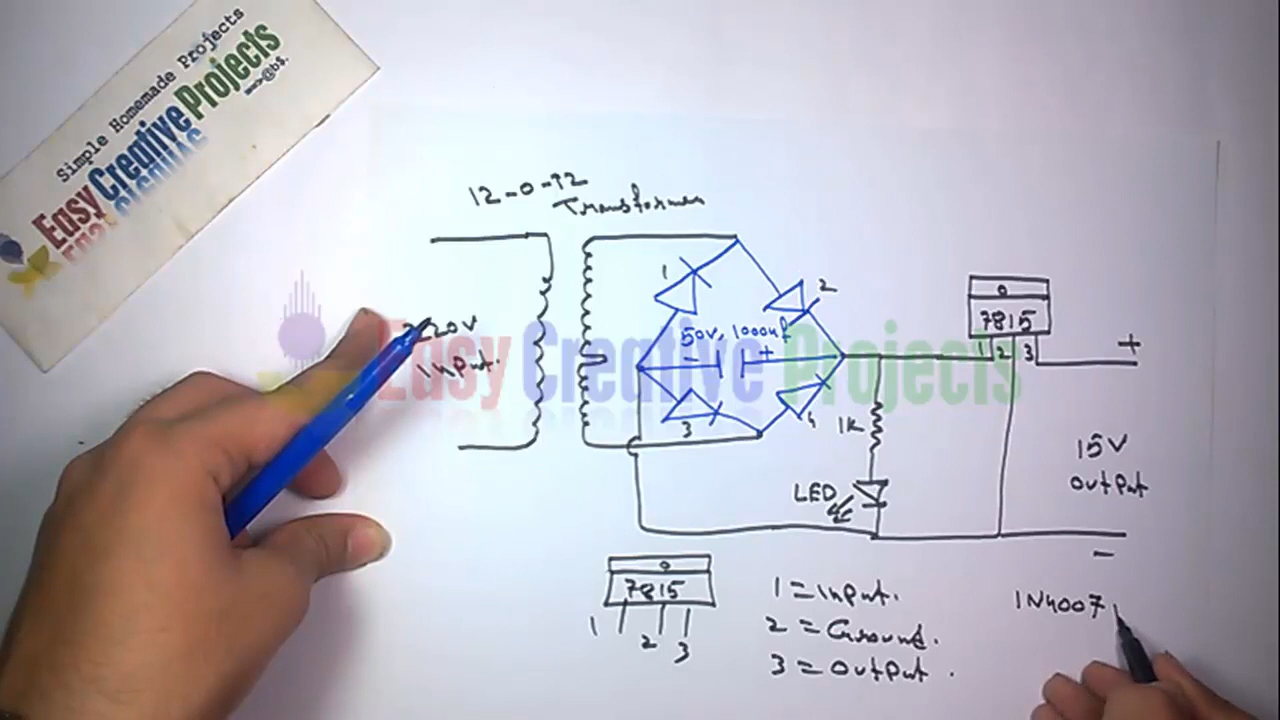 Simple Homemade Projects
Easy Creative Projects
12-0-12
Transformer
220V
Input.
1
2
50V, 1000uf
-
+
3
4
1K
LED
0
7815
1 2 3
+
15V
output
-
0
7815
1 2 3
1 = Input.
2 = Ground.
3 = Output.
1N4007
Easy Creative Projects